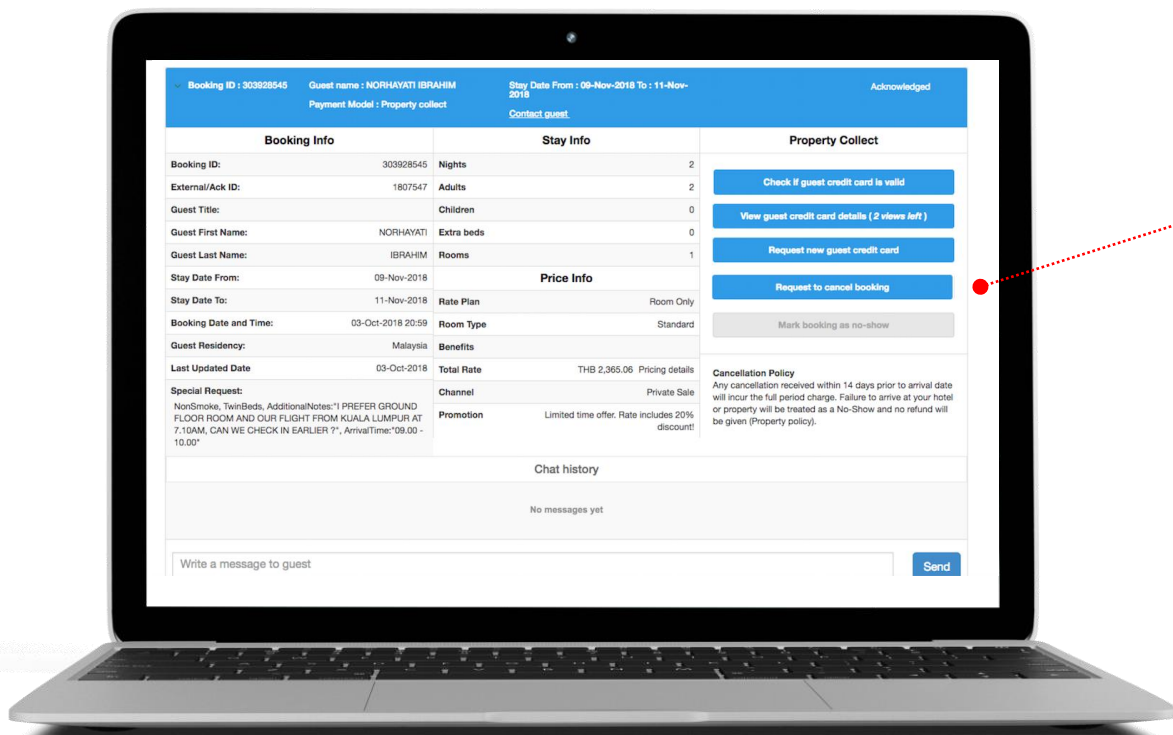 Booking ID : 303928545
Guest name : NORHAYATI IBRAHIM
Payment Model : Property collect
Stay Date From : 09-Nov-2018 To : 11-Nov-
2018
Contact guest
Acknowledged
Booking Info
Booking ID: 303928545
External/Ack ID: 1807547
Guest Title:
Guest First Name: NORHAYATI
Guest Last Name: IBRAHIM
Stay Date From: 09-Nov-2018
Stay Date To: 11-Nov-2018
Booking Date and Time: 03-Oct-2018 20:59
Guest Residency: Malaysia
Last Updated Date 03-Oct-2018
Special Request:
NonSmoke, TwinBeds, AdditionalNotes:"I PREFER GROUND
FLOOR ROOM AND OUR FLIGHT FROM KUALA LUMPUR AT
7.10AM, CAN WE CHECK IN EARLIER ?", ArrivalTime:"09.00 -
10.00"
Stay Info
Nights 2
Adults 2
Children 0
Extra beds 0
Rooms 1
Price Info
Rate Plan Room Only
Room Type Standard
Benefits
Total Rate THB 2,365.06 Pricing details
Channel Private Sale
Promotion Limited time offer. Rate includes 20%
discount!
Property Collect
Check if guest credit card is valid
View guest credit card details ( 2 views left )
Request new guest credit card
Request to cancel booking
Mark booking as no-show
Cancellation Policy
Any cancellation received within 14 days prior to arrival date
will incur the full period charge. Failure to arrive at your hotel
or property will be treated as a No-Show and no refund will
be given (Property policy).
Chat history
No messages yet
Write a message to guest
Send